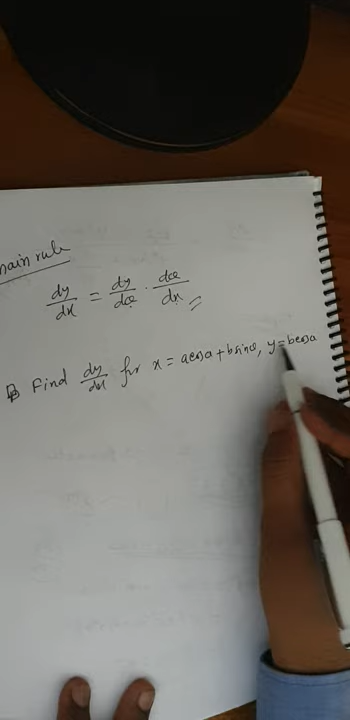 hain rule
dy/dx = dy/dθ · dθ/dx
Find dy/dx for x = acosθ + bsinθ, y = bcosθ